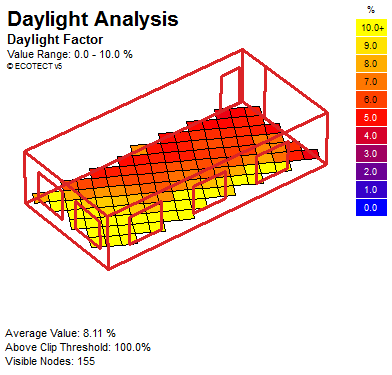 Daylight Analysis
Daylight Factor
Value Range: 0.0 - 10.0 %
© ECOTECT v5
%
10.0+
9.0
8.0
7.0
6.0
5.0
4.0
3.0
2.0
1.0
0.0
Average Value: 8.11 %
Above Clip Threshold: 100.0%
Visible Nodes: 155